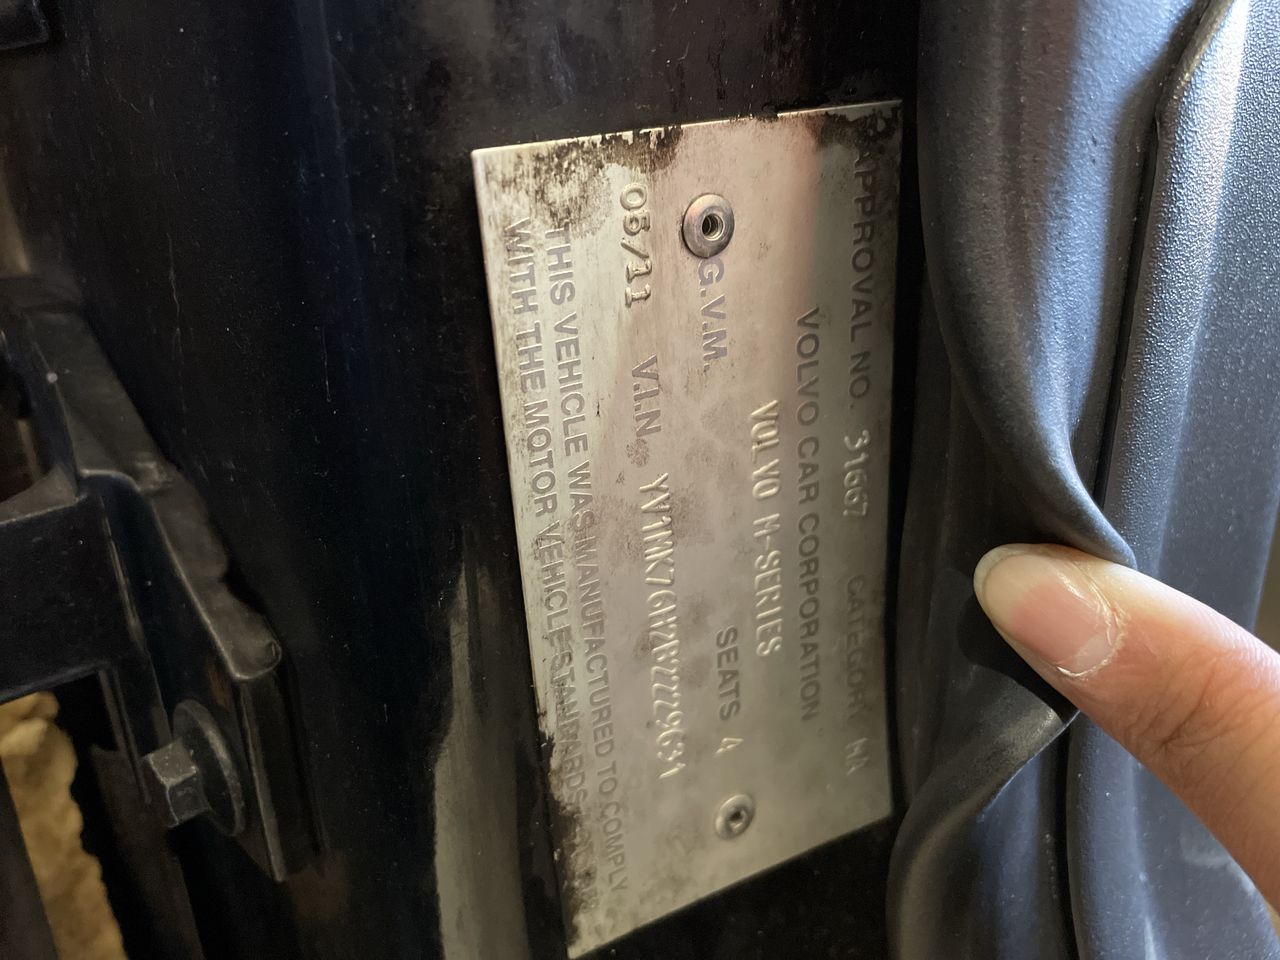 APPROVAL NO. 31667 CATEGORY MA
VOLVO CAR CORPORATION
VOLVO M-SERIES
G.V.M. SEATS 4
05/11 V.I.N.
THIS VEHICLE WAS MANUFACTURED TO COMPLY
WITH THE MOTOR VEHICLE STANDARDS